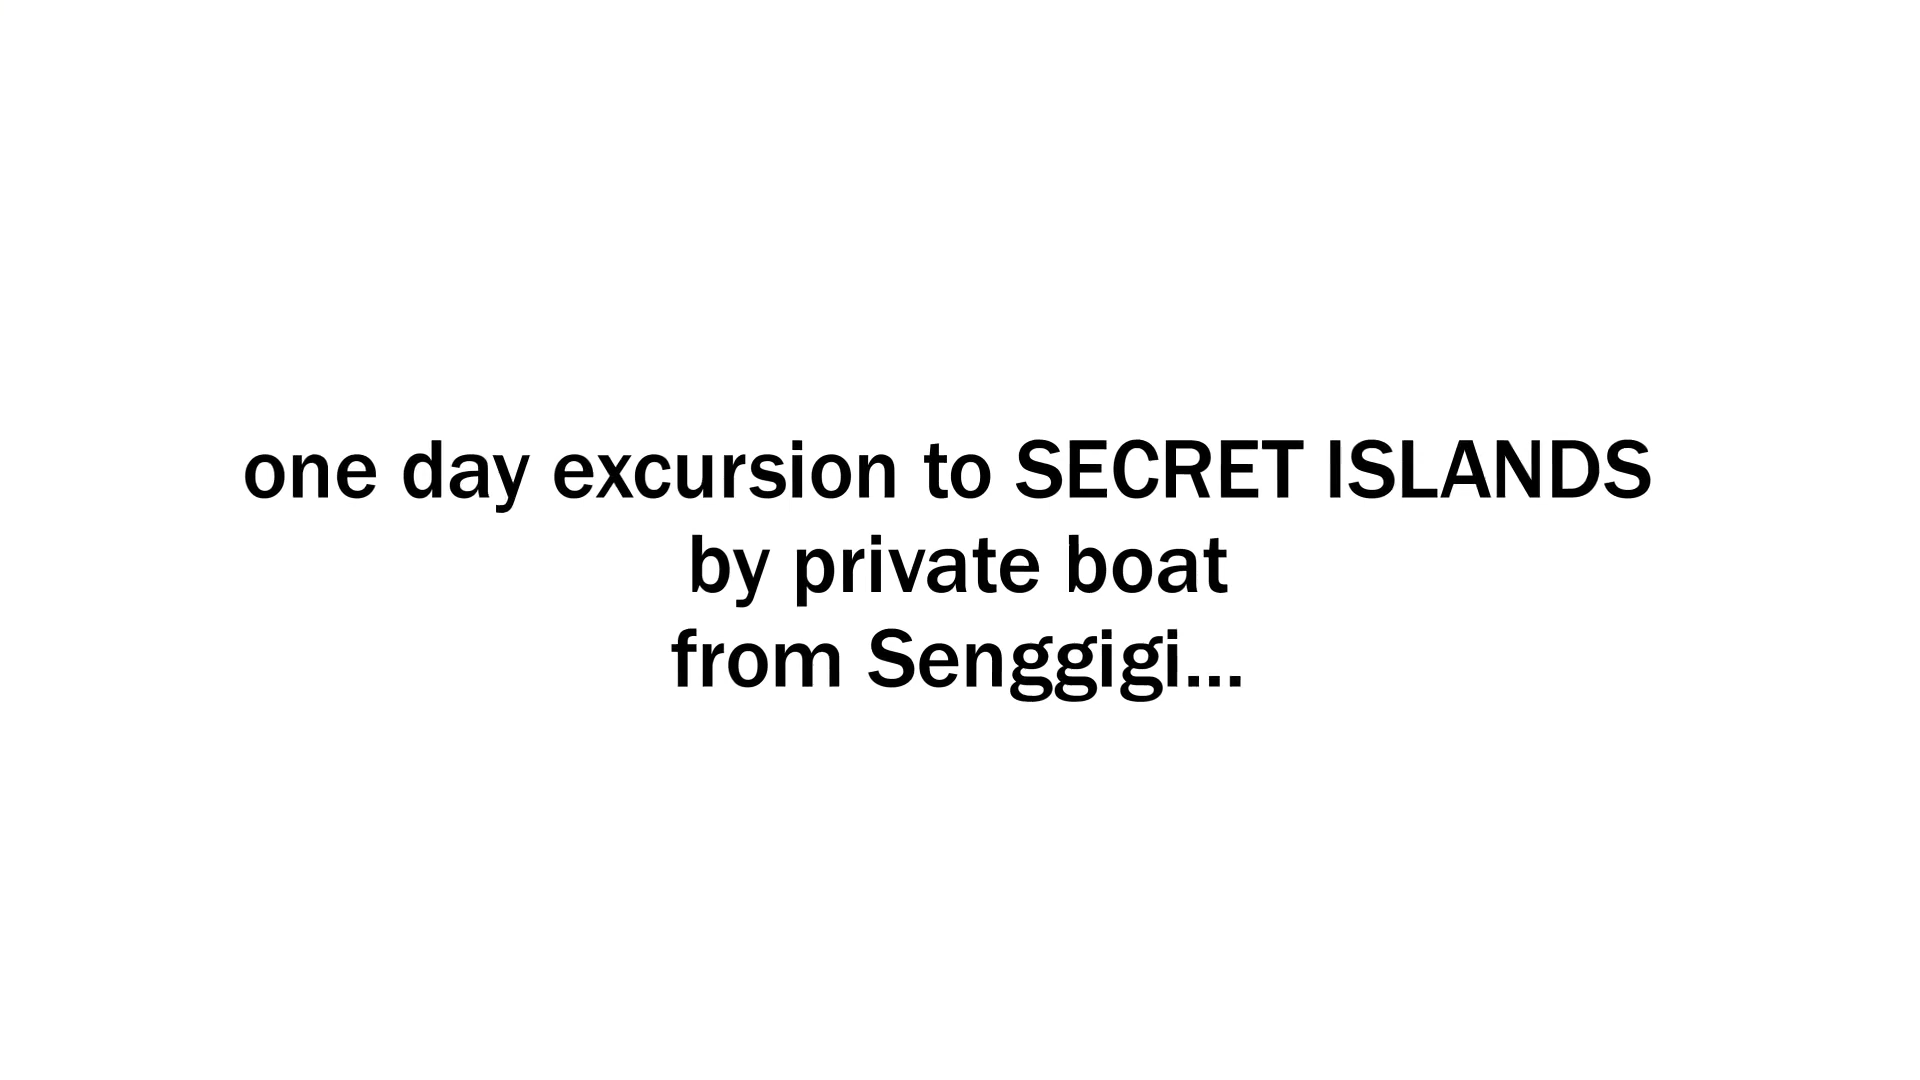 one day excursion to SECRET ISLANDS
by private boat
from Senggigi...